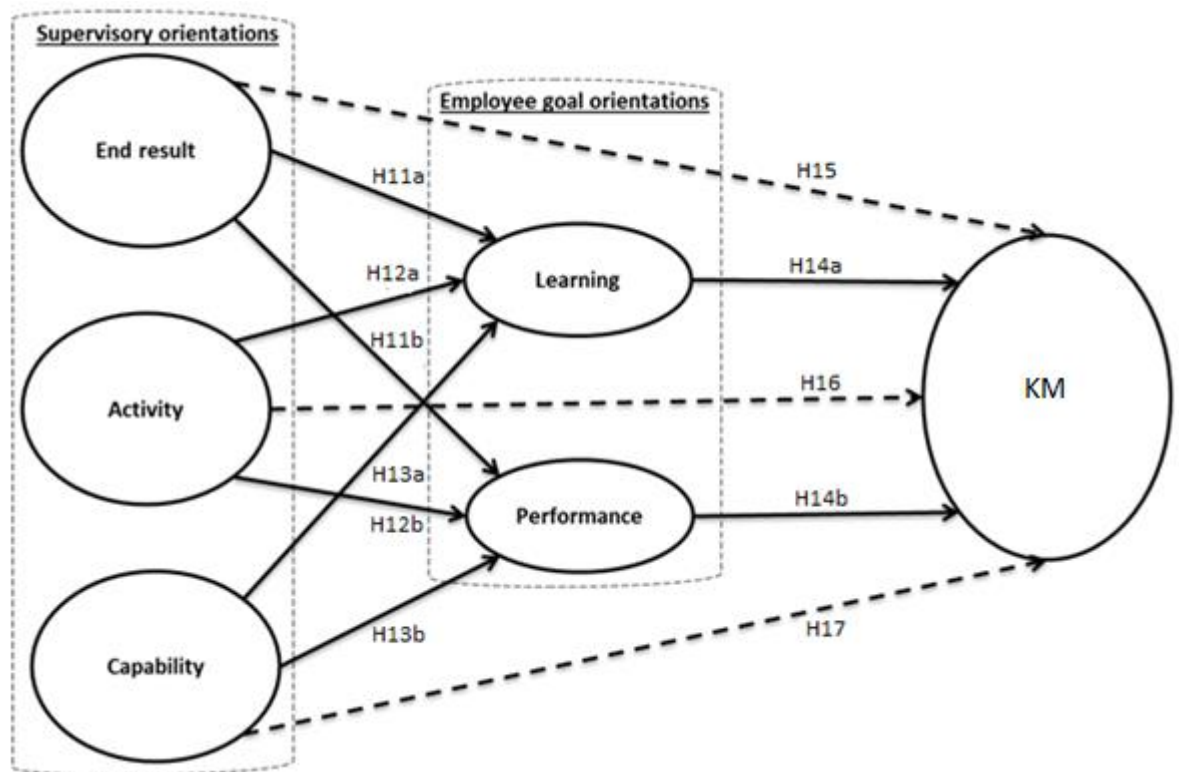 Supervisory orientations
End result
Employee goal orientations
H11a
H15
H12a
Learning
H14a
H11b
Activity
H16
KM
H13a
H12b
Performance
H14b
H13b
H17
Capability